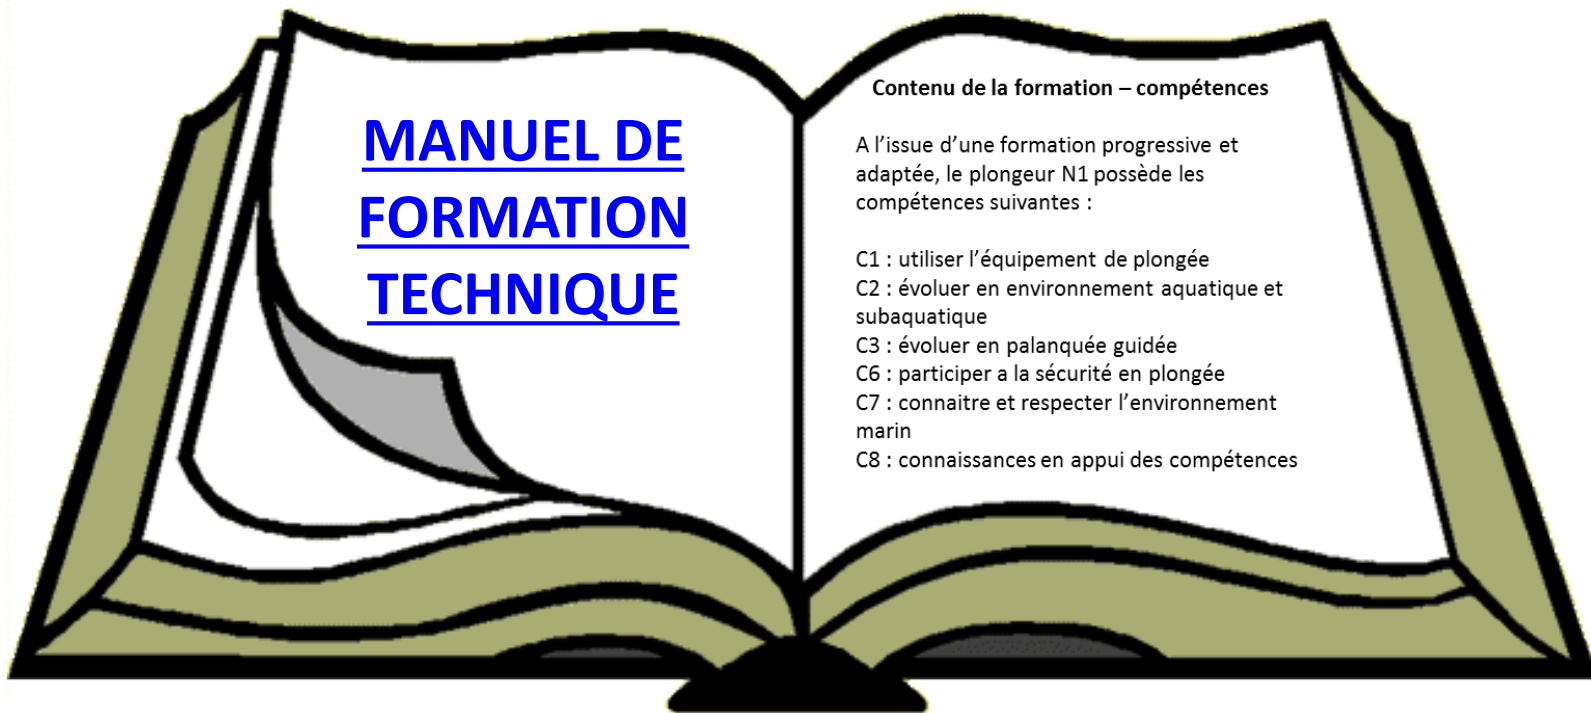 MANUEL DE
FORMATION
TECHNIQUE
Contenu de la formation – compétences
A l’issue d’une formation progressive et
adaptée, le plongeur N1 possède les
compétences suivantes :
C1 : utiliser l’équipement de plongée
C2 : évoluer en environnement aquatique et
subaquatique
C3 : évoluer en palanquée guidée
C6 : participer a la sécurité en plongée
C7 : connaitre et respecter l’environnement
marin
C8 : connaissances en appui des compétences